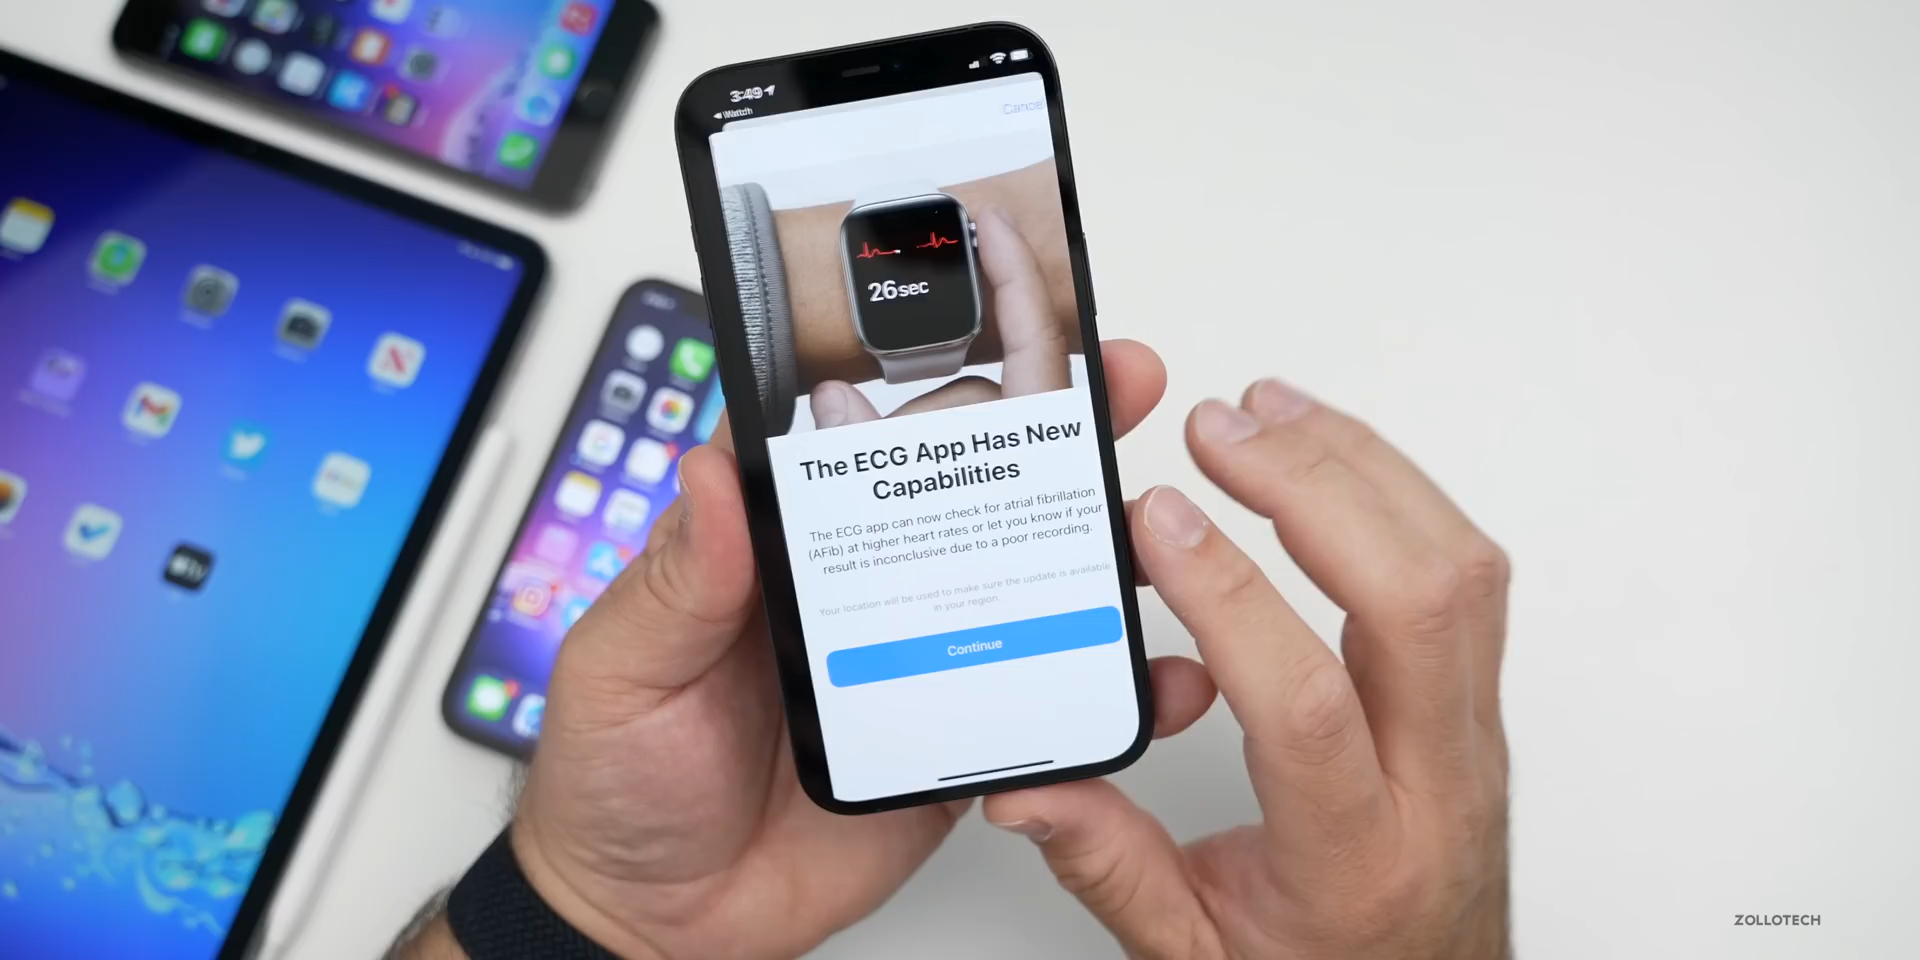 3:49
Watch
Cancel
26sec
The ECG App Has New
Capabilities
The ECG app can now check for atrial fibrillation
(AFib) at higher heart rates or let you know if your
result is inconclusive due to a poor recording.
Your location will be used to make sure the update is available
in your region.
Continue
ZOLLOTECH